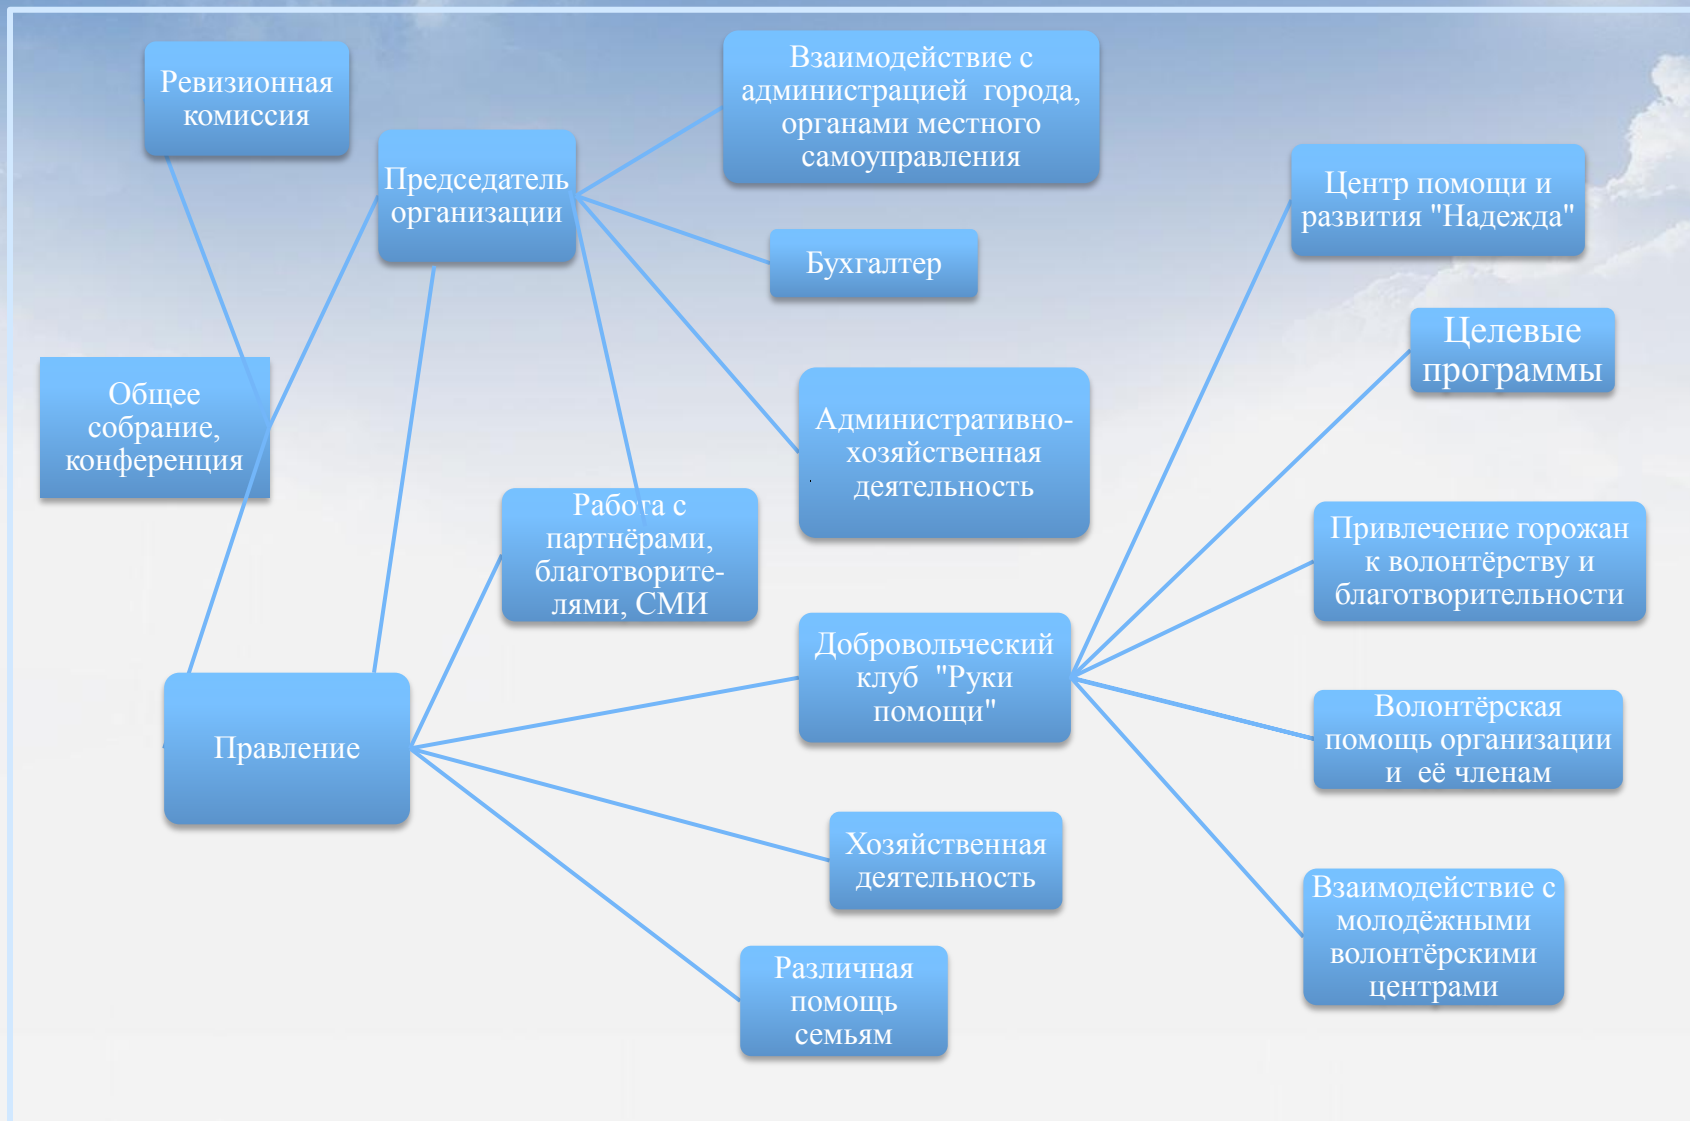 Ревизионная
комиссия
Председатель
организации
Взаимодействие с
администрацией города,
органами местного
самоуправления
Бухгалтер
Центр помощи и
развития "Надежда"
Целевые
программы
Общее
собрание,
конференция
Административно-
хозяйственная
деятельность
Работа с
партнёрами,
благотворите-
лями, СМИ
Привлечение горожан
к волонтёрству и
благотворительности
Добровольческий
клуб "Руки
помощи"
Правление
Волонтёрская
помощь организации
и её членам
Хозяйственная
деятельность
Взаимодействие с
молодёжными
волонтёрскими
центрами
Различная
помощь
семьям